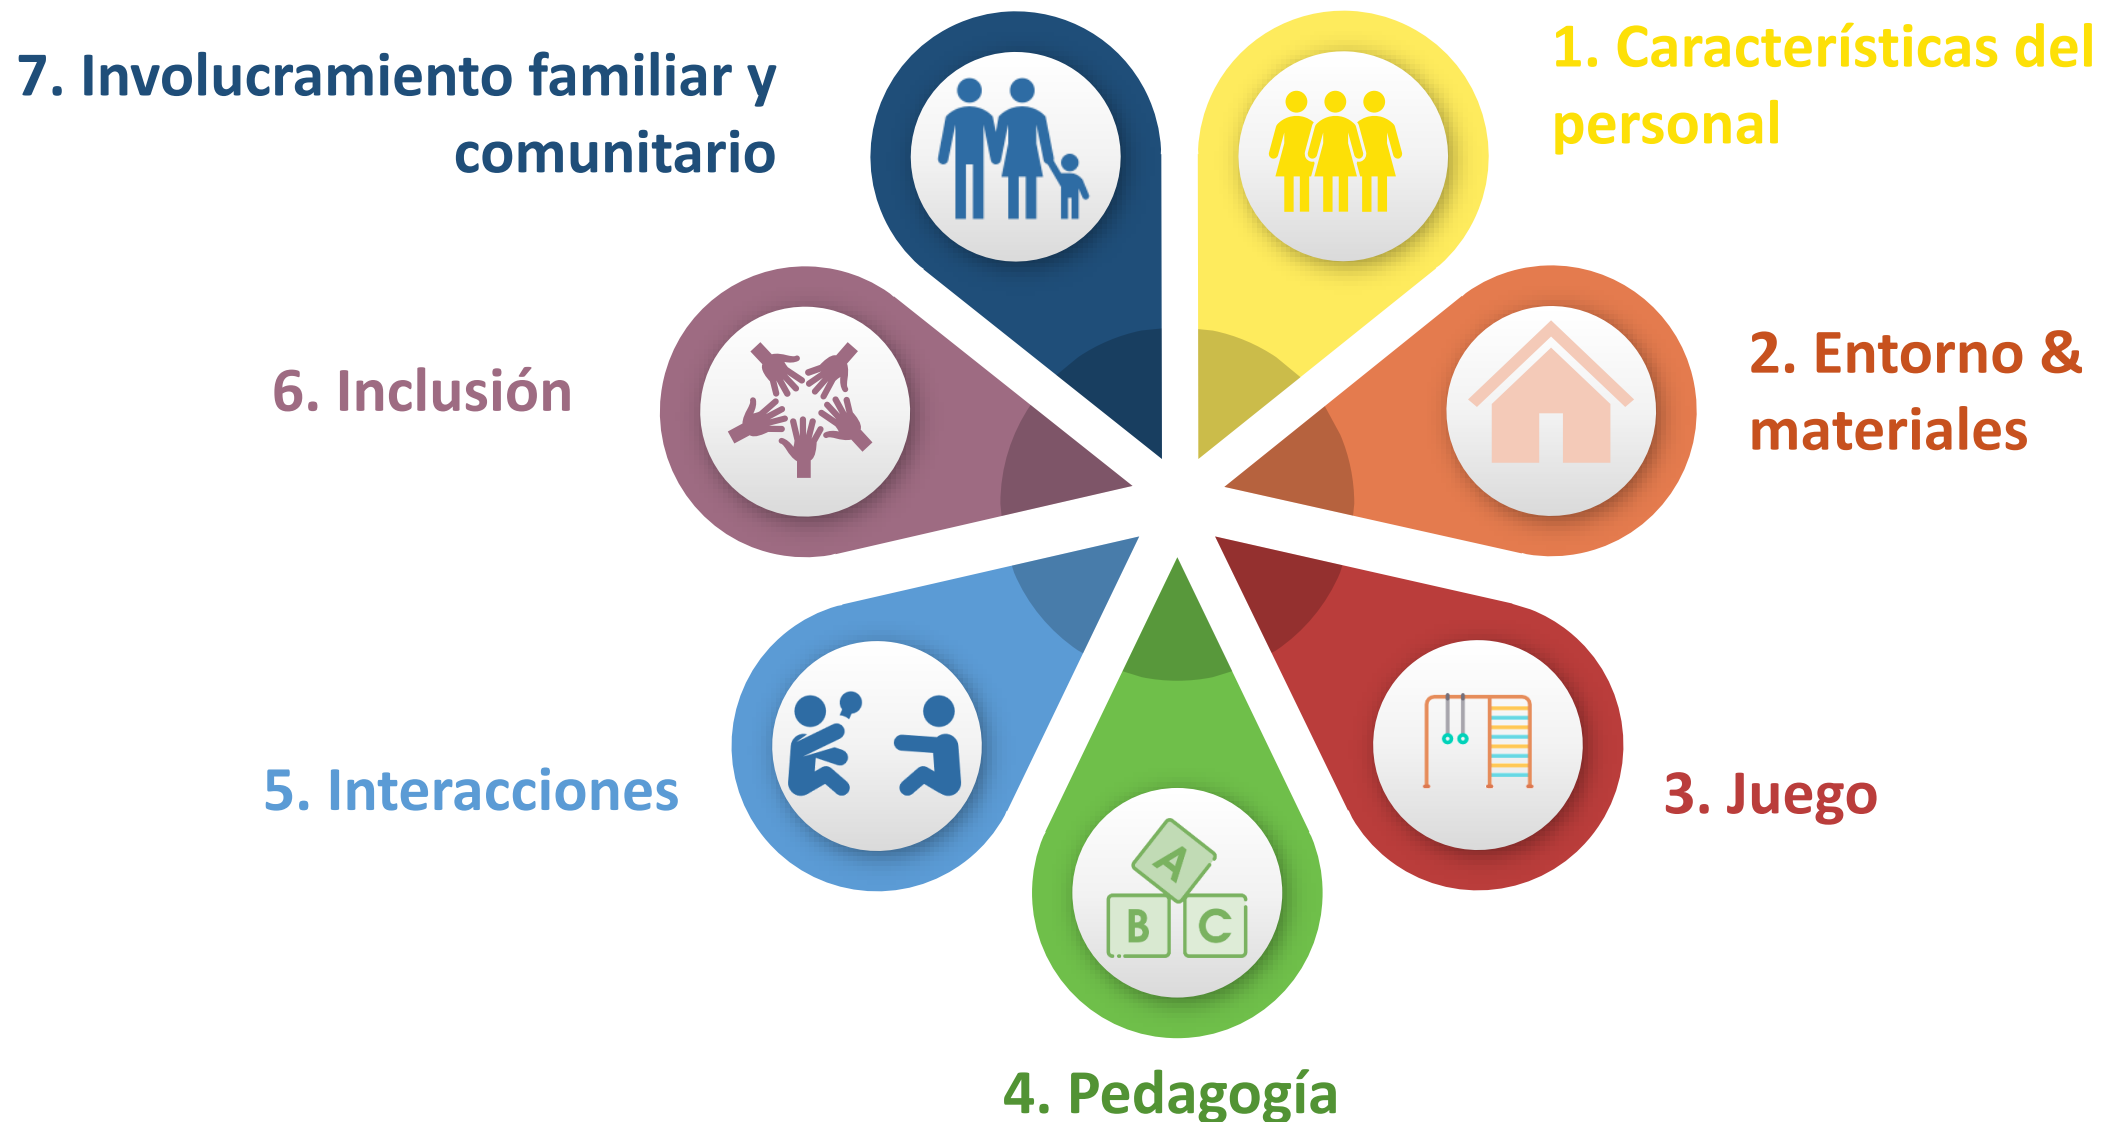 1. Características del
personal
2. Entorno &
materiales
3. Juego
4. Pedagogía
5. Interacciones
6. Inclusión
7. Involucramiento familiar y
comunitario
A
B
C